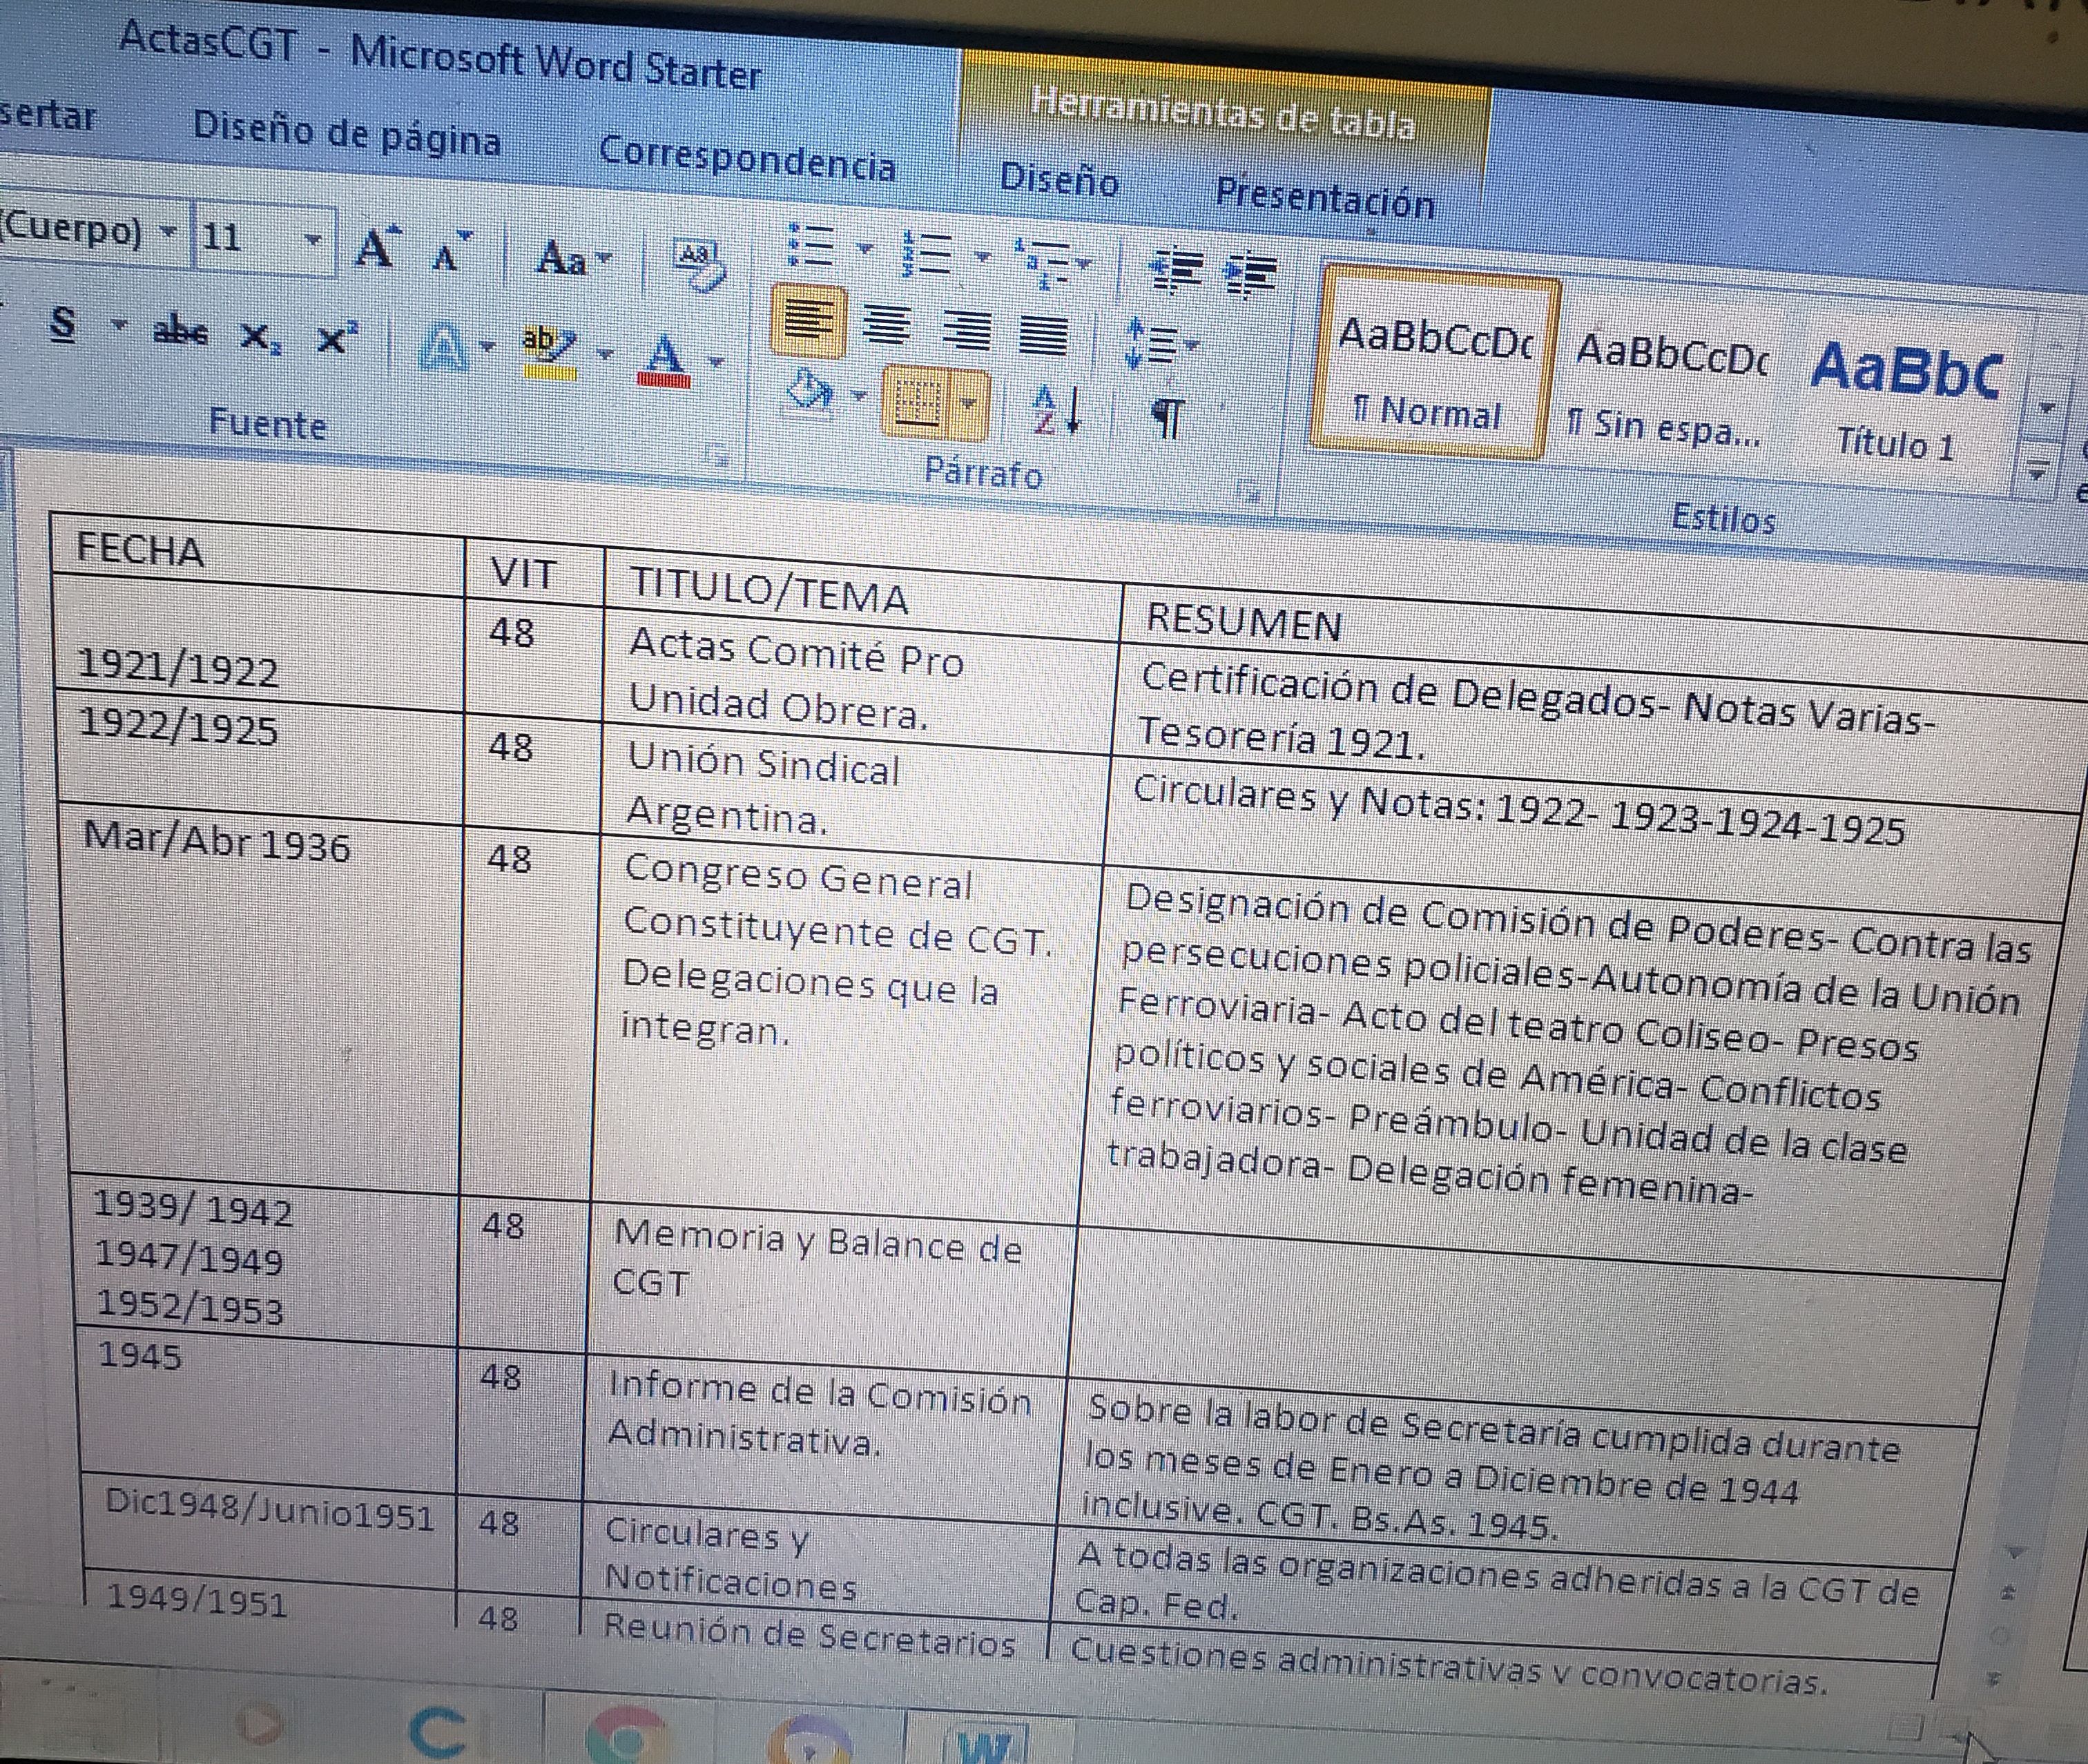 ActasCGT - Microsoft Word Starter
Herramientas de tabla
sertar Diseño de página Correspondencia Diseño Presentación
(Cuerpo) 11 A A Aa
S abc X₂ X² A ab A
AaBbCcDc AaBbCcDc AaBbC
¶ Normal ¶ Sin espa... Título 1
Fuente Párrafo Estilos
FECHA VIT TITULO/TEMA RESUMEN
1921/1922 48 Actas Comité Pro
Unidad Obrera.
Certificación de Delegados- Notas Varias-
Tesorería 1921.
1922/1925 48 Unión Sindical
Argentina.
Circulares y Notas: 1922- 1923-1924-1925
Mar/Abr 1936 48 Congreso General
Constituyente de CGT.
Delegaciones que la
integran.
Designación de Comisión de Poderes- Contra las
persecuciones policiales-Autonomía de la Unión
Ferroviaria- Acto del teatro Coliseo- Presos
políticos y sociales de América- Conflictos
ferroviarios- Preámbulo- Unidad de la clase
trabajadora- Delegación femenina-
1939/ 1942
1947/1949
1952/1953
48 Memoria y Balance de
CGT
1945 48 Informe de la Comisión
Administrativa.
Sobre la labor de Secretaría cumplida durante
los meses de Enero a Diciembre de 1944
inclusive. CGT. Bs.As. 1945.
Dic1948/Junio1951 48 Circulares y
Notificaciones
A todas las organizaciones adheridas a la CGT de
Cap. Fed.
1949/1951 48 Reunión de Secretarios Cuestiones administrativas y convocatorias.